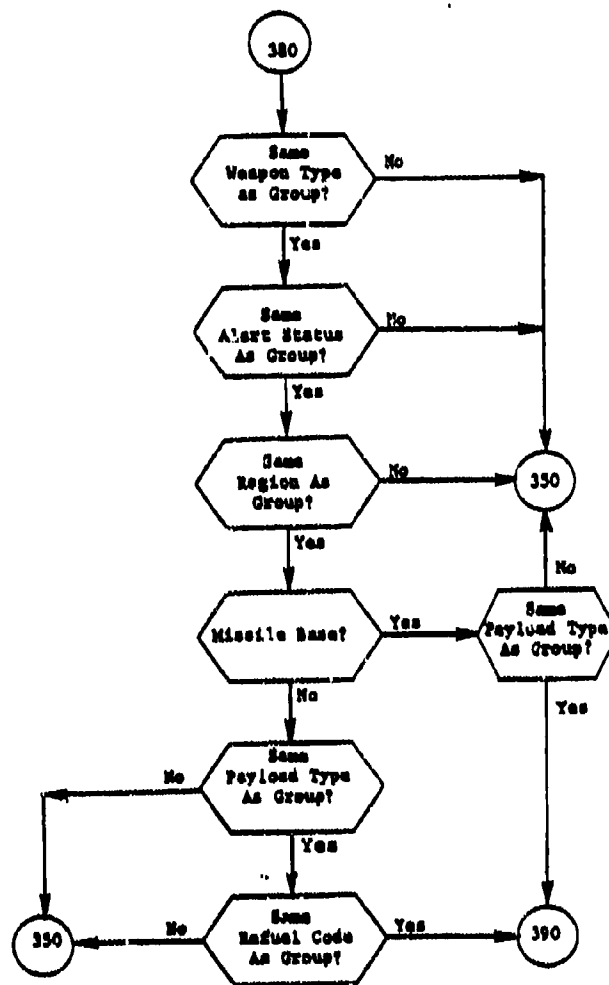 380
Same
Weapon Type
as Group?
No
Yes
Same
Alert Status
As Group?
No
Yes
Same
Region As
Group?
No
350
Yes
No
Missile Base?
Yes
Same
Payload Type
As Group?
No
Yes
Same
Payload Type
As Group?
No
Yes
350
No
Same
Refuel Code
As Group?
Yes
390